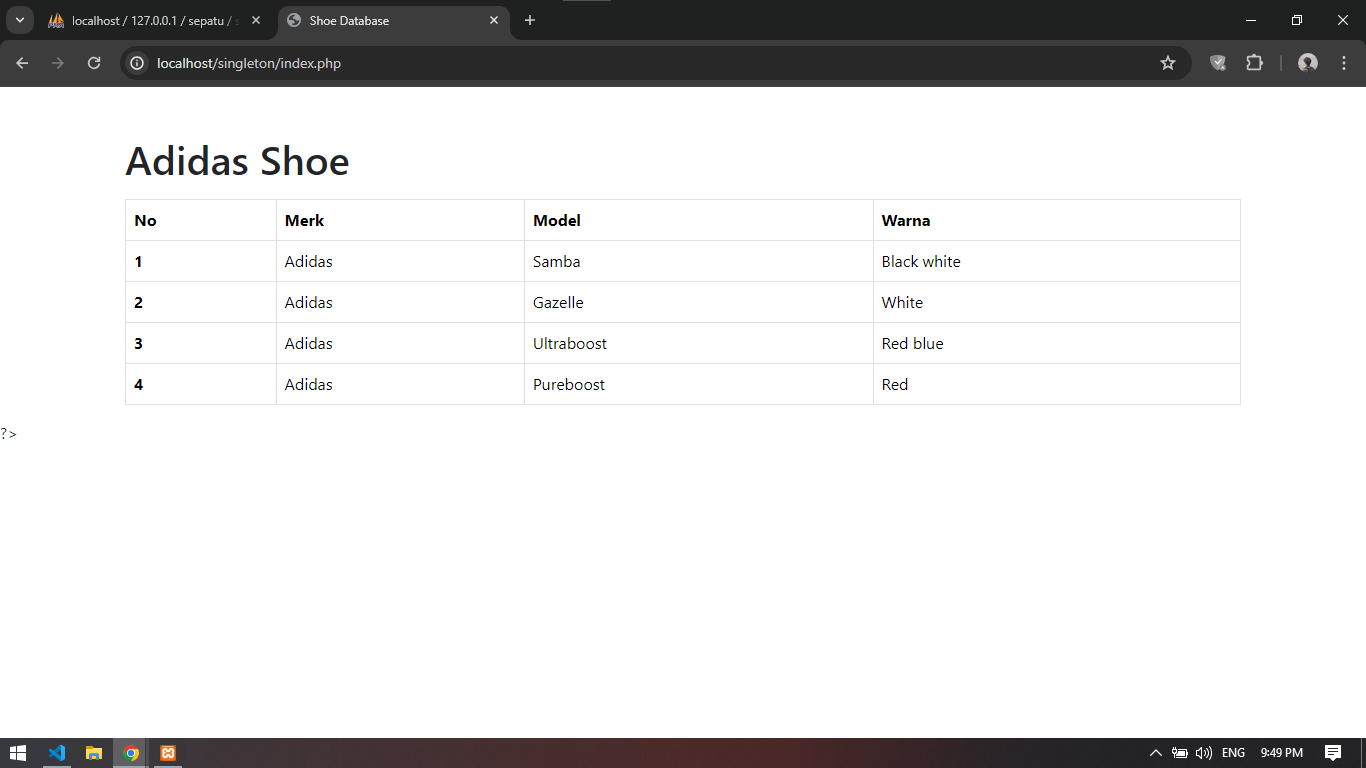 localhost / 127.0.0.1 / sepatu /
Shoe Database
localhost/singleton/index.php
Adidas Shoe
No Merk Model Warna
1 Adidas Samba Black white
2 Adidas Gazelle White
3 Adidas Ultraboost Red blue
4 Adidas Pureboost Red
?>
ENG 9:49 PM